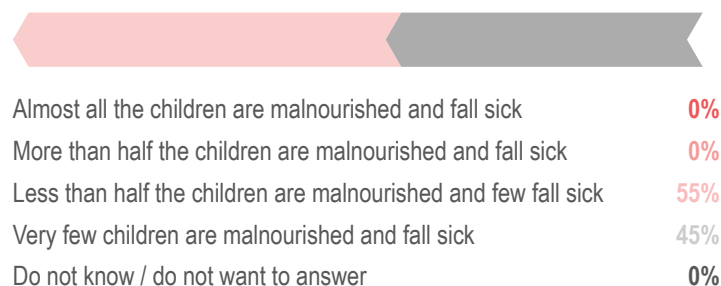 Almost all the children are malnourished and fall sick 0%
More than half the children are malnourished and fall sick 0%
Less than half the children are malnourished and few fall sick 55%
Very few children are malnourished and fall sick 45%
Do not know / do not want to answer 0%